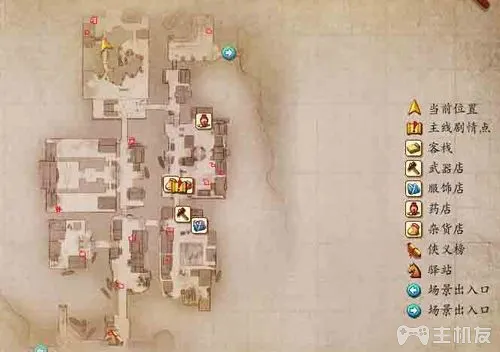 当前位置
主线剧情点
客栈
武器店
服饰店
药店
杂货店
侠义榜
驿站
场景出入口
场景出入口
主机友